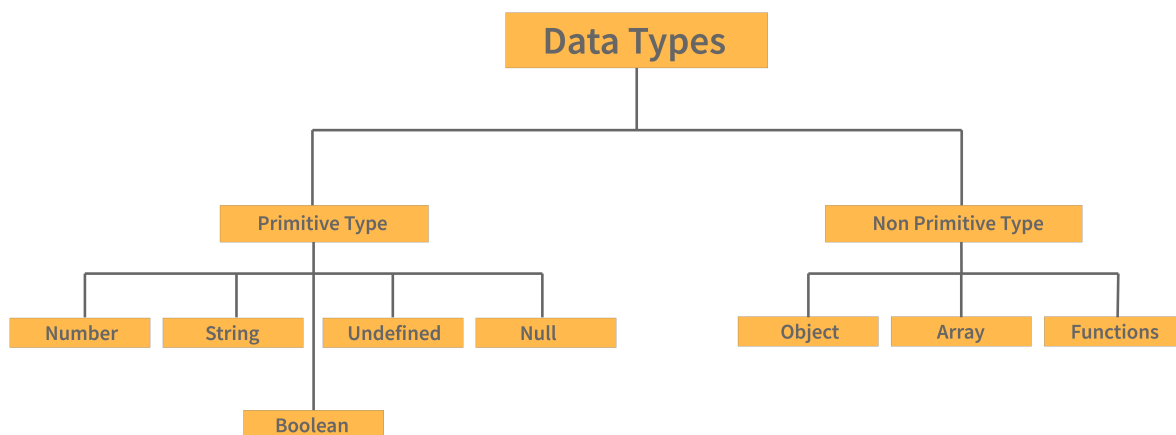 Data Types
Primitive Type
Non Primitive Type
Number
String
Undefined
Null
Object
Array
Functions
Boolean